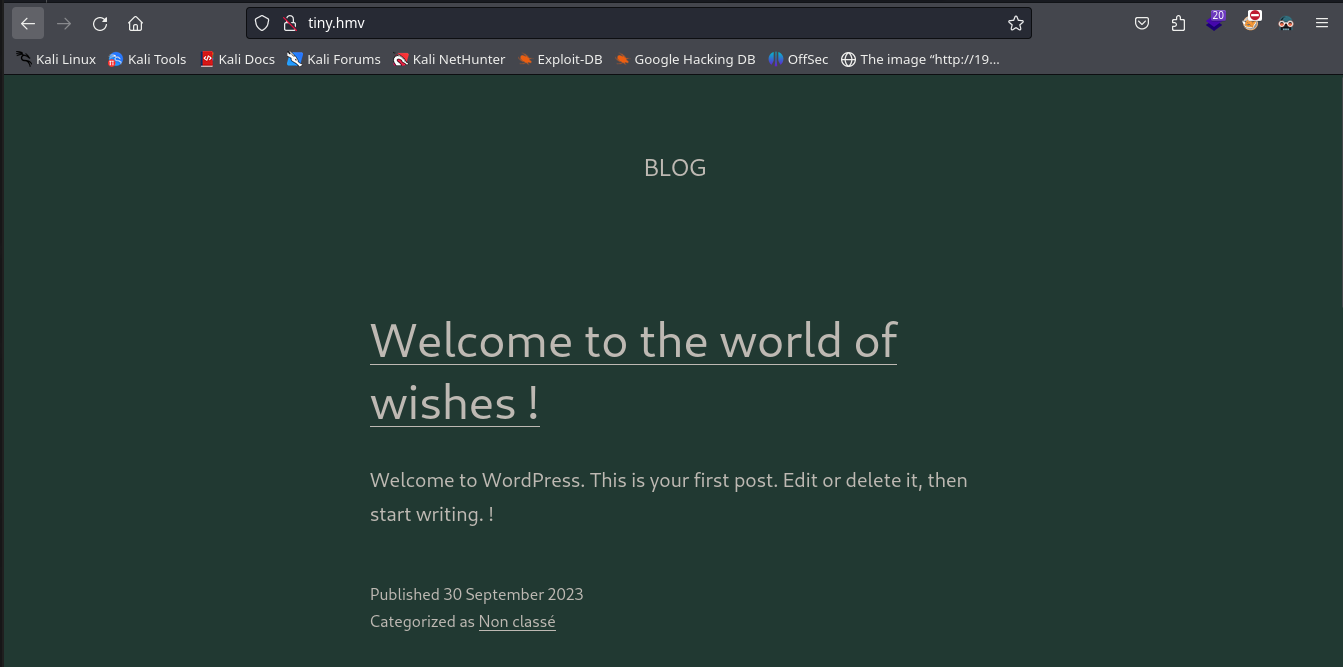 tiny.hmv
20
Kali Linux Kali Tools Kali Docs Kali Forums Kali NetHunter Exploit-DB Google Hacking DB OffSec The image “http://19...
BLOG
Welcome to the world of
wishes !
Welcome to WordPress. This is your first post. Edit or delete it, then
start writing. !
Published 30 September 2023
Categorized as Non classé